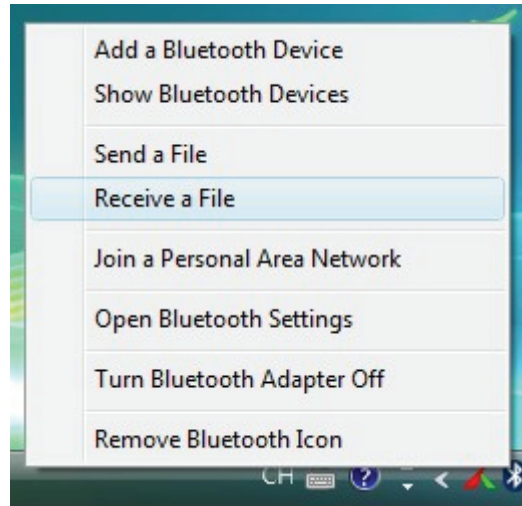 Add a Bluetooth Device
Show Bluetooth Devices
Send a File
Receive a File
Join a Personal Area Network
Open Bluetooth Settings
Turn Bluetooth Adapter Off
Remove Bluetooth Icon
CH